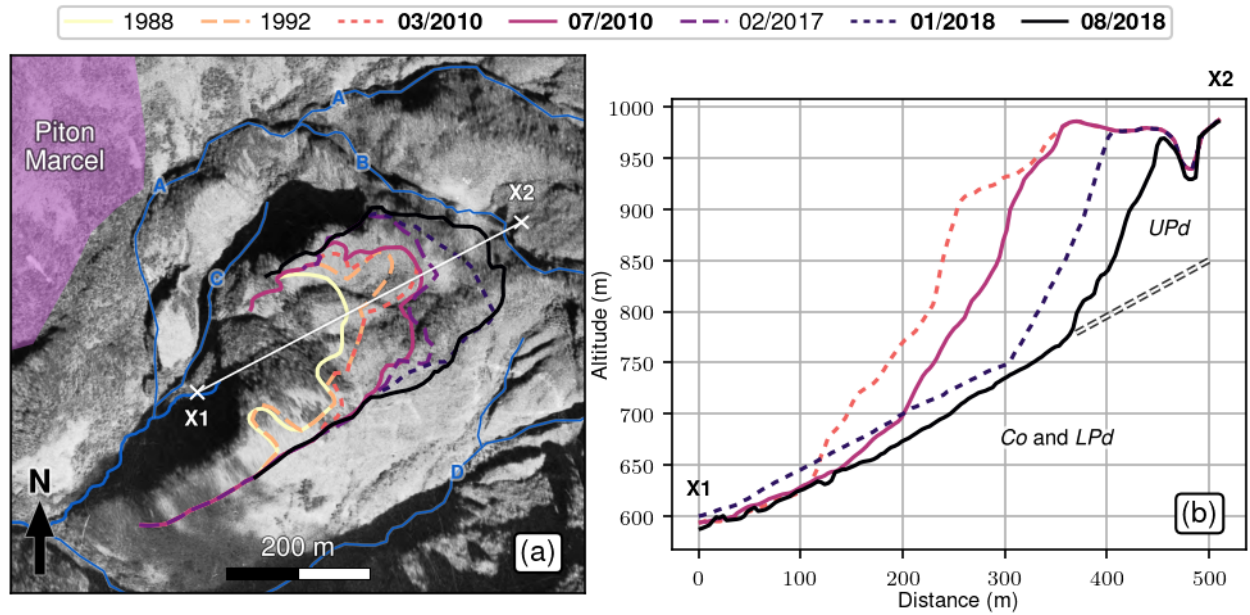 1988 1992 03/2010 07/2010 02/2017 01/2018 08/2018
Piton
Marcel
A
A
B
C
D
X1
X2
N
200 m
(a)
X2
1000
950
900
850
800
750
700
650
600
Altitude (m)
UPd
Co and LPd
X1
(b)
0 100 200 300 400 500
Distance (m)